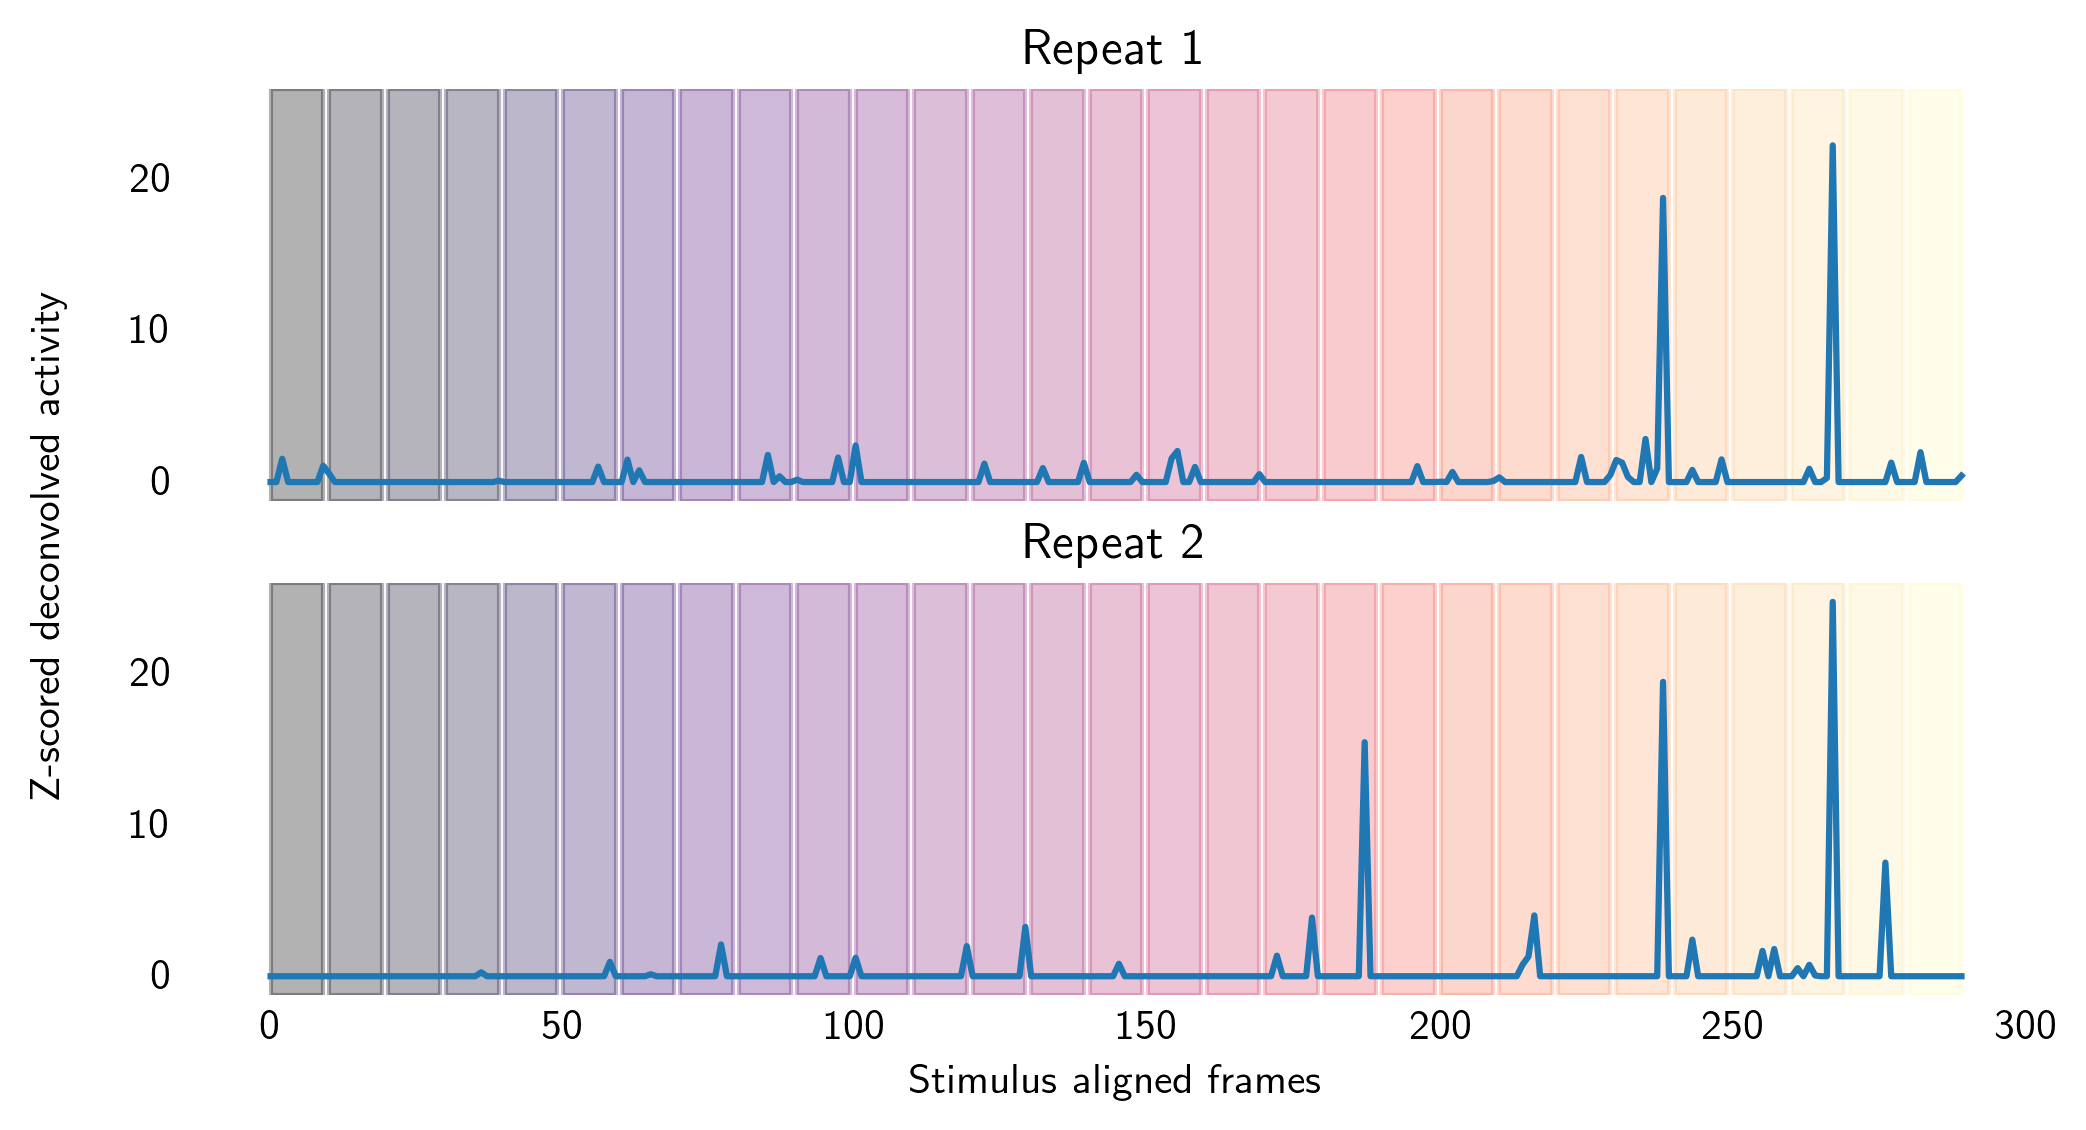 Repeat 1
20
10
0
Z-scored deconvolved activity
Repeat 2
20
10
0
0 50 100 150 200 250 300
Stimulus aligned frames